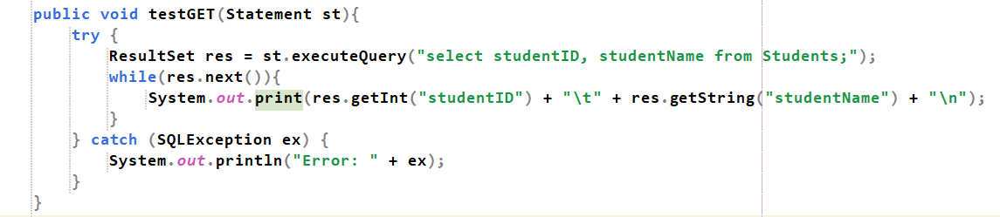 public void testGET(Statement st){
try {
ResultSet res = st.executeQuery("select studentID, studentName from Students;");
while(res.next()){
System.out.print(res.getInt("studentID") + "\t" + res.getString("studentName") + "\n");
}
} catch (SQLException ex) {
System.out.println("Error: " + ex);
}
}